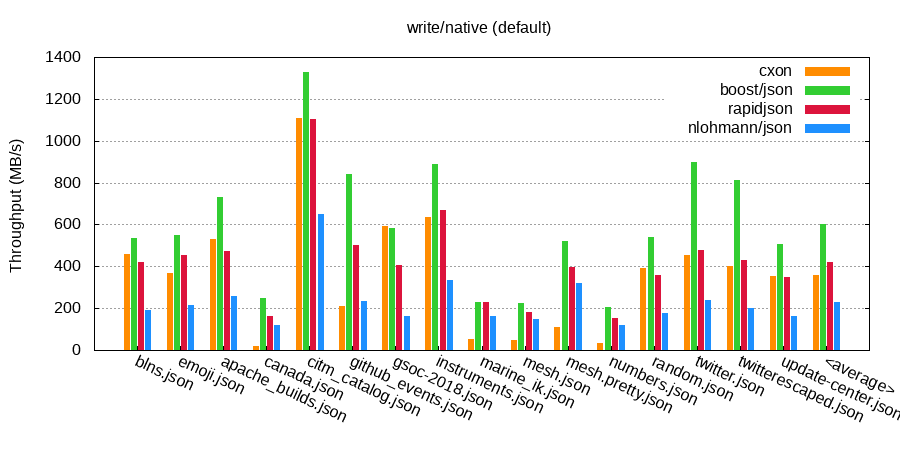 write/native (default)
Throughput (MB/s)
1400
1200
1000
800
600
400
200
0
cxon
boost/json
rapidjson
nlohmann/json
blns.json
emoji.json
apache_builds.json
canada.json
citm_catalog.json
github_events.json
gsoc-2018.json
instruments.json
marine_ik.json
mesh.json
mesh.pretty.json
numbers.json
random.json
twitter.json
twitterescaped.json
update-center.json
<average>